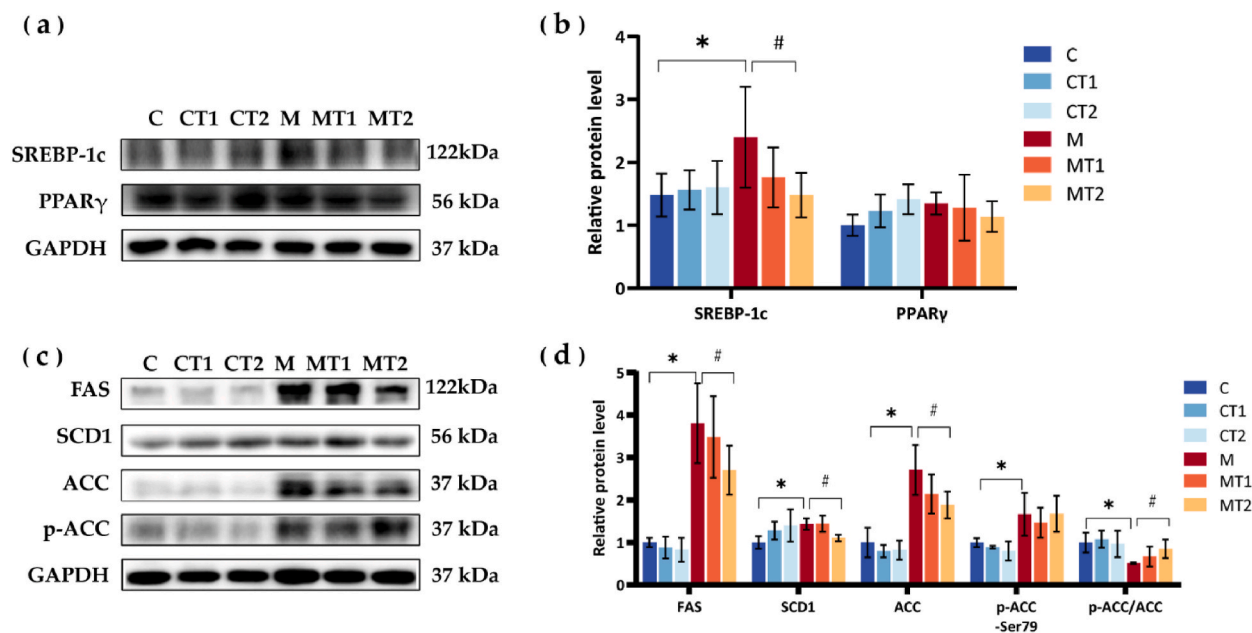 (a)
C CT1 CT2 M MT1 MT2
SREBP-1c 122kDa
PPARγ 56 kDa
GAPDH 37 kDa
(b)
Relative protein level
4
3
2
1
0
* #
SREBP-1c PPARγ
C
CT1
CT2
M
MT1
MT2
(c)
C CT1 CT2 M MT1 MT2
FAS 122kDa
SCD1 56 kDa
ACC 37 kDa
p-ACC 37 kDa
GAPDH 37 kDa
(d)
Relative protein level
5
4
3
2
1
0
* # * # * # * * #
FAS SCD1 ACC p-ACC p-ACC/ACC
-Ser79
C
CT1
CT2
M
MT1
MT2